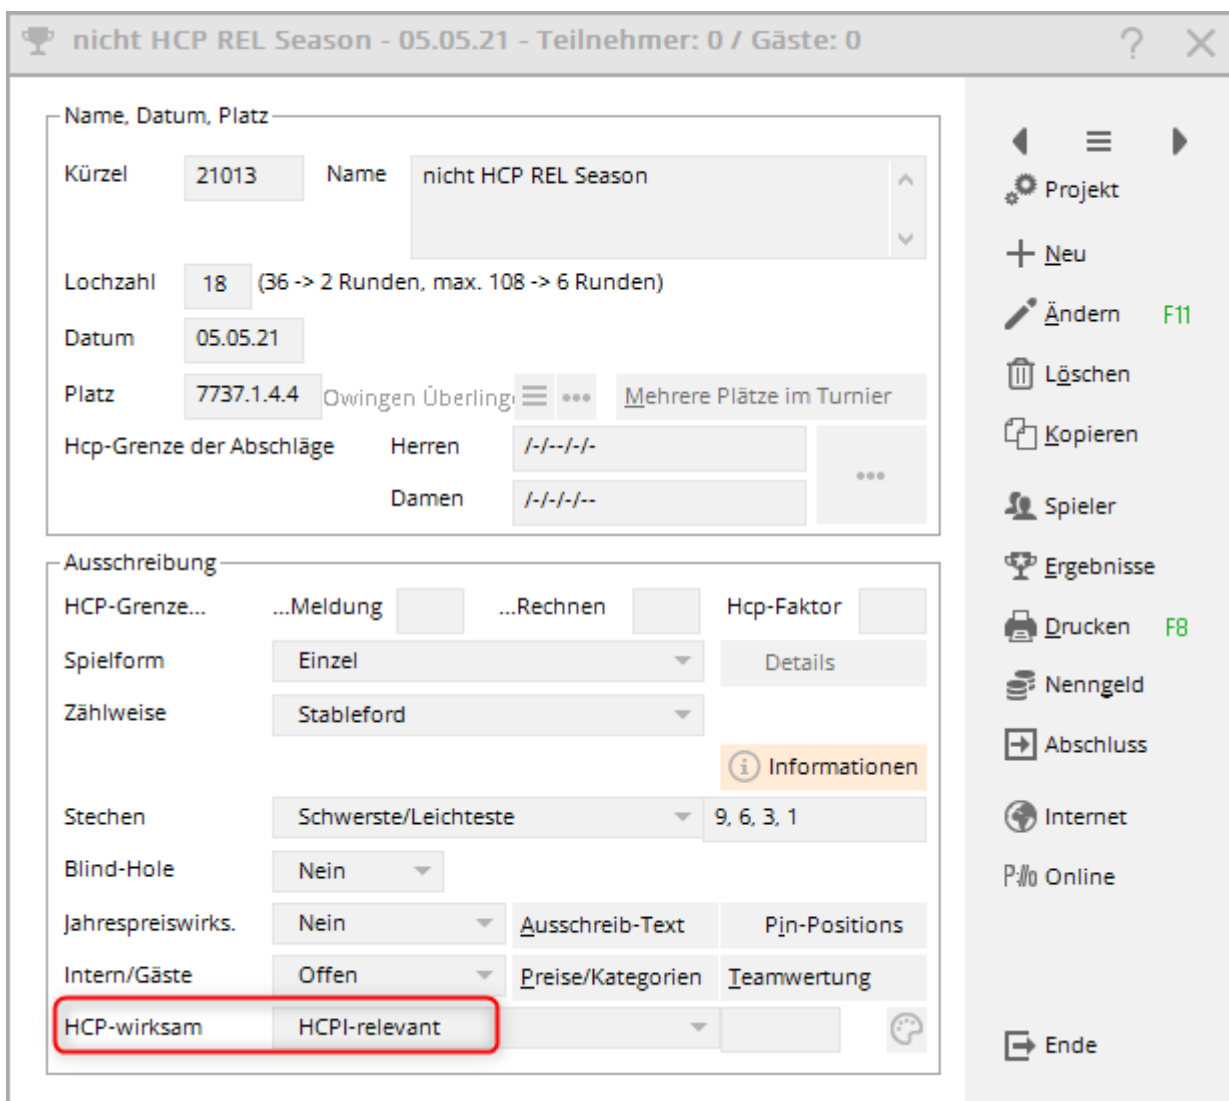 nicht HCP REL Season - 05.05.21 - Teilnehmer: 0 / Gäste: 0 ?
Name, Datum, Platz
Kürzel 21013 Name nicht HCP REL Season
Lochzahl 18 (36 -> 2 Runden, max. 108 -> 6 Runden)
Datum 05.05.21
Platz 7737.1.4.4 Owingen Überling Mehrere Plätze im Turnier
Hcp-Grenze der Abschläge Herren /-/--/-/-
Damen /-/-/-/--
Ausschreibung
HCP-Grenze... ...Meldung ...Rechnen Hcp-Faktor
Spielform Einzel Details
Zählweise Stableford
Informationen
Stechen Schwerste/Leichteste 9, 6, 3, 1
Blind-Hole Nein
Jahrespreiswirks. Nein Ausschreib-Text Pin-Positions
Intern/Gäste Offen Preise/Kategorien Teamwertung
HCP-wirksam HCPI-relevant
Projekt
Neu
Ändern F11
Löschen
Kopieren
Spieler
Ergebnisse
Drucken F8
Nenngeld
Abschluss
Internet
P://o Online
Ende